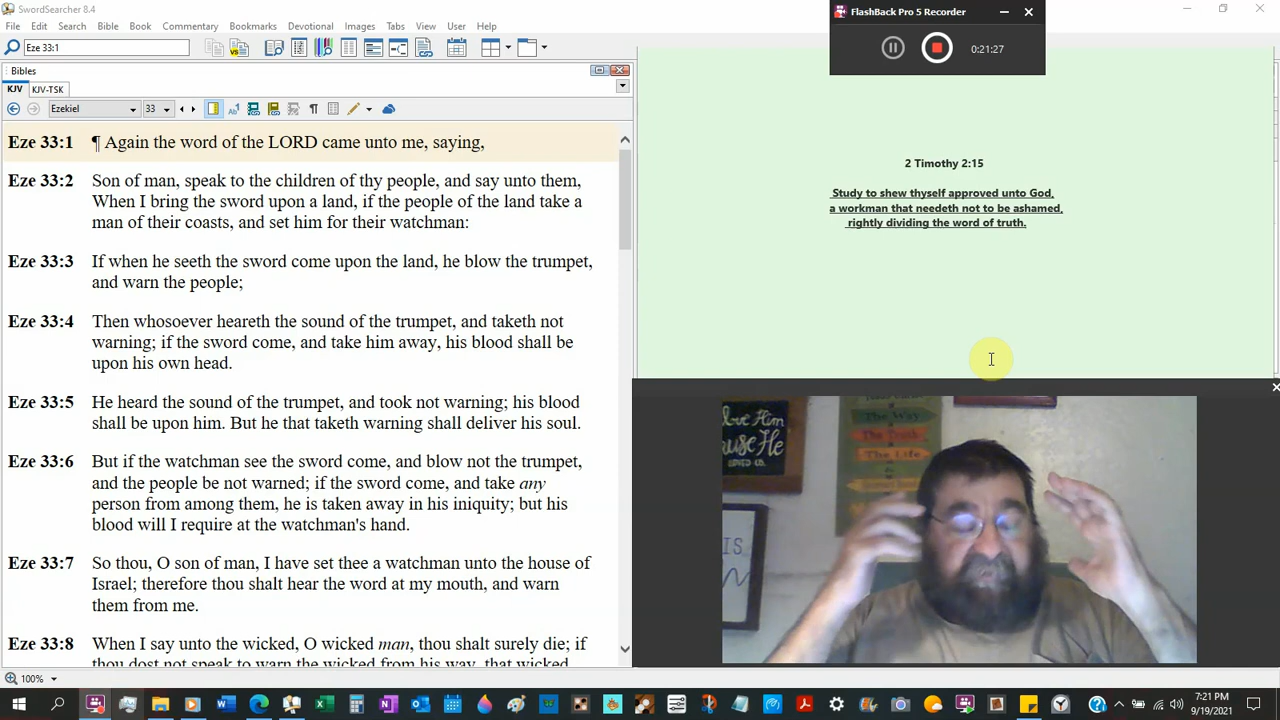 SwordSearcher 8.4
File Edit Search Bible Book Commentary Bookmarks Devotional Images Tabs View User Help
Eze 33:1
VS
Bibles
KJV KJV-TSK
Ezekiel 33
Eze 33:1 ¶ Again the word of the LORD came unto me, saying,
Eze 33:2 Son of man, speak to the children of thy people, and say unto them,
When I bring the sword upon a land, if the people of the land take a
man of their coasts, and set him for their watchman:
Eze 33:3 If when he seeth the sword come upon the land, he blow the trumpet,
and warn the people;
Eze 33:4 Then whosoever heareth the sound of the trumpet, and taketh not
warning; if the sword come, and take him away, his blood shall be
upon his own head.
Eze 33:5 He heard the sound of the trumpet, and took not warning; his blood
shall be upon him. But he that taketh warning shall deliver his soul.
Eze 33:6 But if the watchman see the sword come, and blow not the trumpet,
and the people be not warned; if the sword come, and take any
person from among them, he is taken away in his iniquity; but his
blood will I require at the watchman's hand.
Eze 33:7 So thou, O son of man, I have set thee a watchman unto the house of
Israel; therefore thou shalt hear the word at my mouth, and warn
them from me.
Eze 33:8 When I say unto the wicked, O wicked man, thou shalt surely die; if
thou dost not speak to warn the wicked from his way, that wicked
100%
FlashBack Pro 5 Recorder
0:21:27
2 Timothy 2:15
Study to shew thyself approved unto God,
a workman that needeth not to be ashamed,
rightly dividing the word of truth.
The Way
The Truth
The Life
IS
7:21 PM
9/19/2021